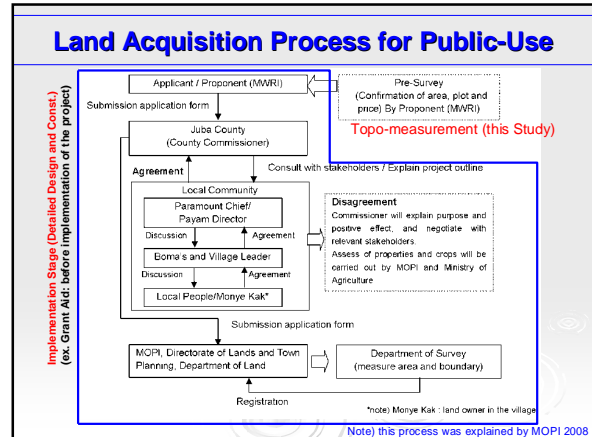 Land Acquisition Process for Public-Use
Implementation Stage (Detailed Design and Const.)
(ex. Grant Aid: before implementation of the project)
Applicant / Proponent (MWRI)
Pre-Survey
(Confirmation of area, plot and
price) By Proponent (MWRI)
Submission application form
Topo-measurement (this Study)
Juba County
(County Commissioner)
Agreement
Consult with stakeholders / Explain project outline
Local Community
Paramount Chief/
Payam Director
Discussion
Agreement
Boma's and Village Leader
Discussion
Agreement
Local People/Monye Kak*
Disagreement
Commissioner will explain purpose and
positive effect, and negotiate with
relevant stakeholders.
Assess of properties and crops will be
carried out by MOPI and Ministry of
Agriculture
Submission application form
MOPI, Directorate of Lands and Town
Planning, Department of Land
Department of Survey
(measure area and boundary)
Registration
*note) Monye Kak : land owner in the village
Note) this process was explained by MOPI 2008